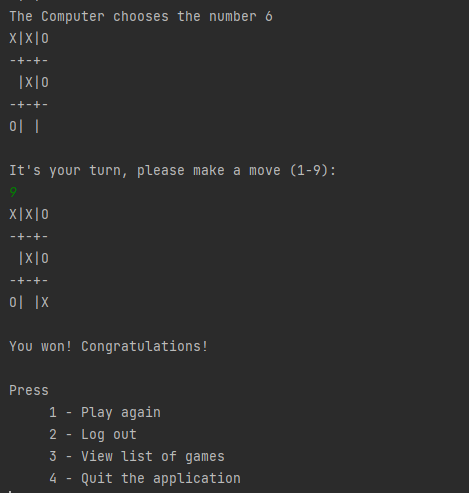 The Computer chooses the number 6
X|X|O
-+-+-
 |X|O
-+-+-
O| |

It's your turn, please make a move (1-9):
9
X|X|O
-+-+-
 |X|O
-+-+-
O| |X

You won! Congratulations!

Press
     1 - Play again
     2 - Log out
     3 - View list of games
     4 - Quit the application